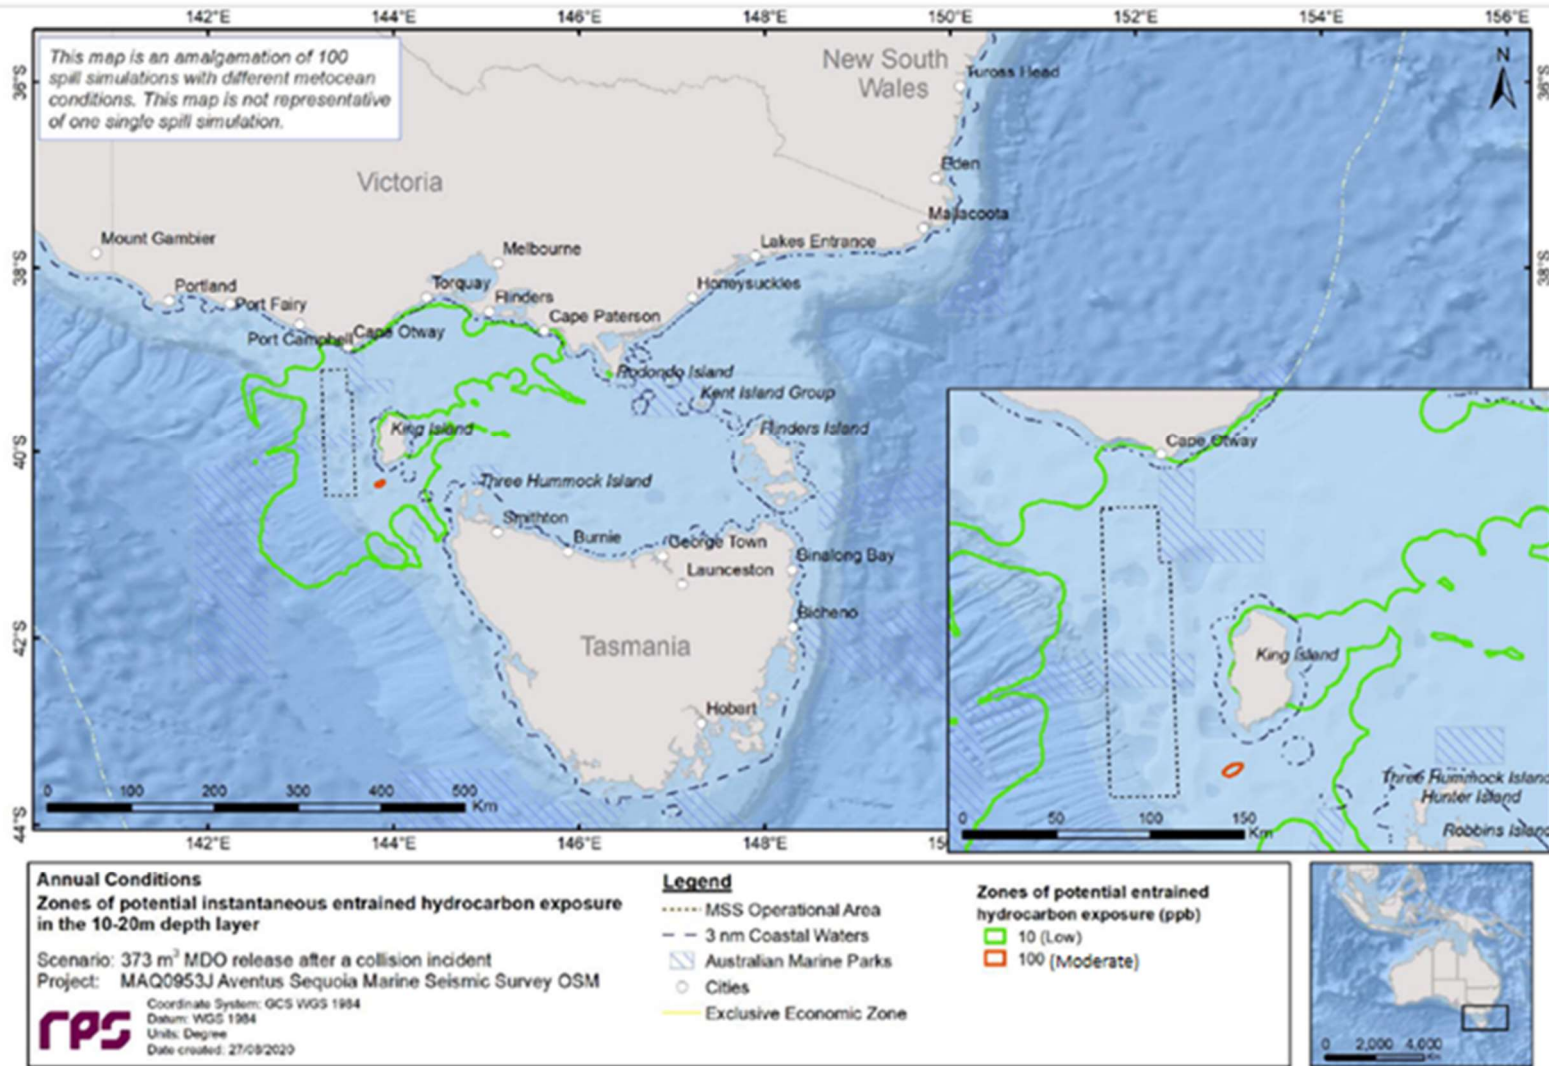 142°E 144°E 146°E 148°E 150°E 152°E 154°E 156°E
This map is an amalgamation of 100
spill simulations with different metocean
conditions. This map is not representative
of one single spill simulation.
New South
Wales
N
36°S
36°S
Tuross Head
Eden
Victoria
Mallacoota
Mount Gambier
Melbourne
Lakes Entrance
38°S
38°S
Portland
Torquay
Honeysuckles
Port Fairy
Flinders
Cape Paterson
Port Campbell
Cape Otway
Rodondo Island
Kent Island Group
King Island
Flinders Island
40°S
Three Hummock Island
Smithton
Burnie
George Town
Binalong Bay
Launceston
Bicheno
42°S
Tasmania
Hobart
0 100 200 300 400 500
Km
44°S
142°E 144°E 146°E 148°E
Cape Otway
King Island
Three Hummock Island
Hunter Island
Robbins Island
0 50 100 150
Km
Annual Conditions
Zones of potential instantaneous entrained hydrocarbon exposure
in the 10-20m depth layer
Scenario: 373 m³ MDO release after a collision incident
Project: MAQ0953J Aventus Sequoia Marine Seismic Survey OSM
rps
Coordinate System: GCS WGS 1984
Datum: WGS 1984
Units: Degree
Date created: 27/08/2020
Legend
MSS Operational Area
3 nm Coastal Waters
Australian Marine Parks
Cities
Exclusive Economic Zone
Zones of potential entrained
hydrocarbon exposure (ppb)
10 (Low)
100 (Moderate)
0 2,000 4,000
Km